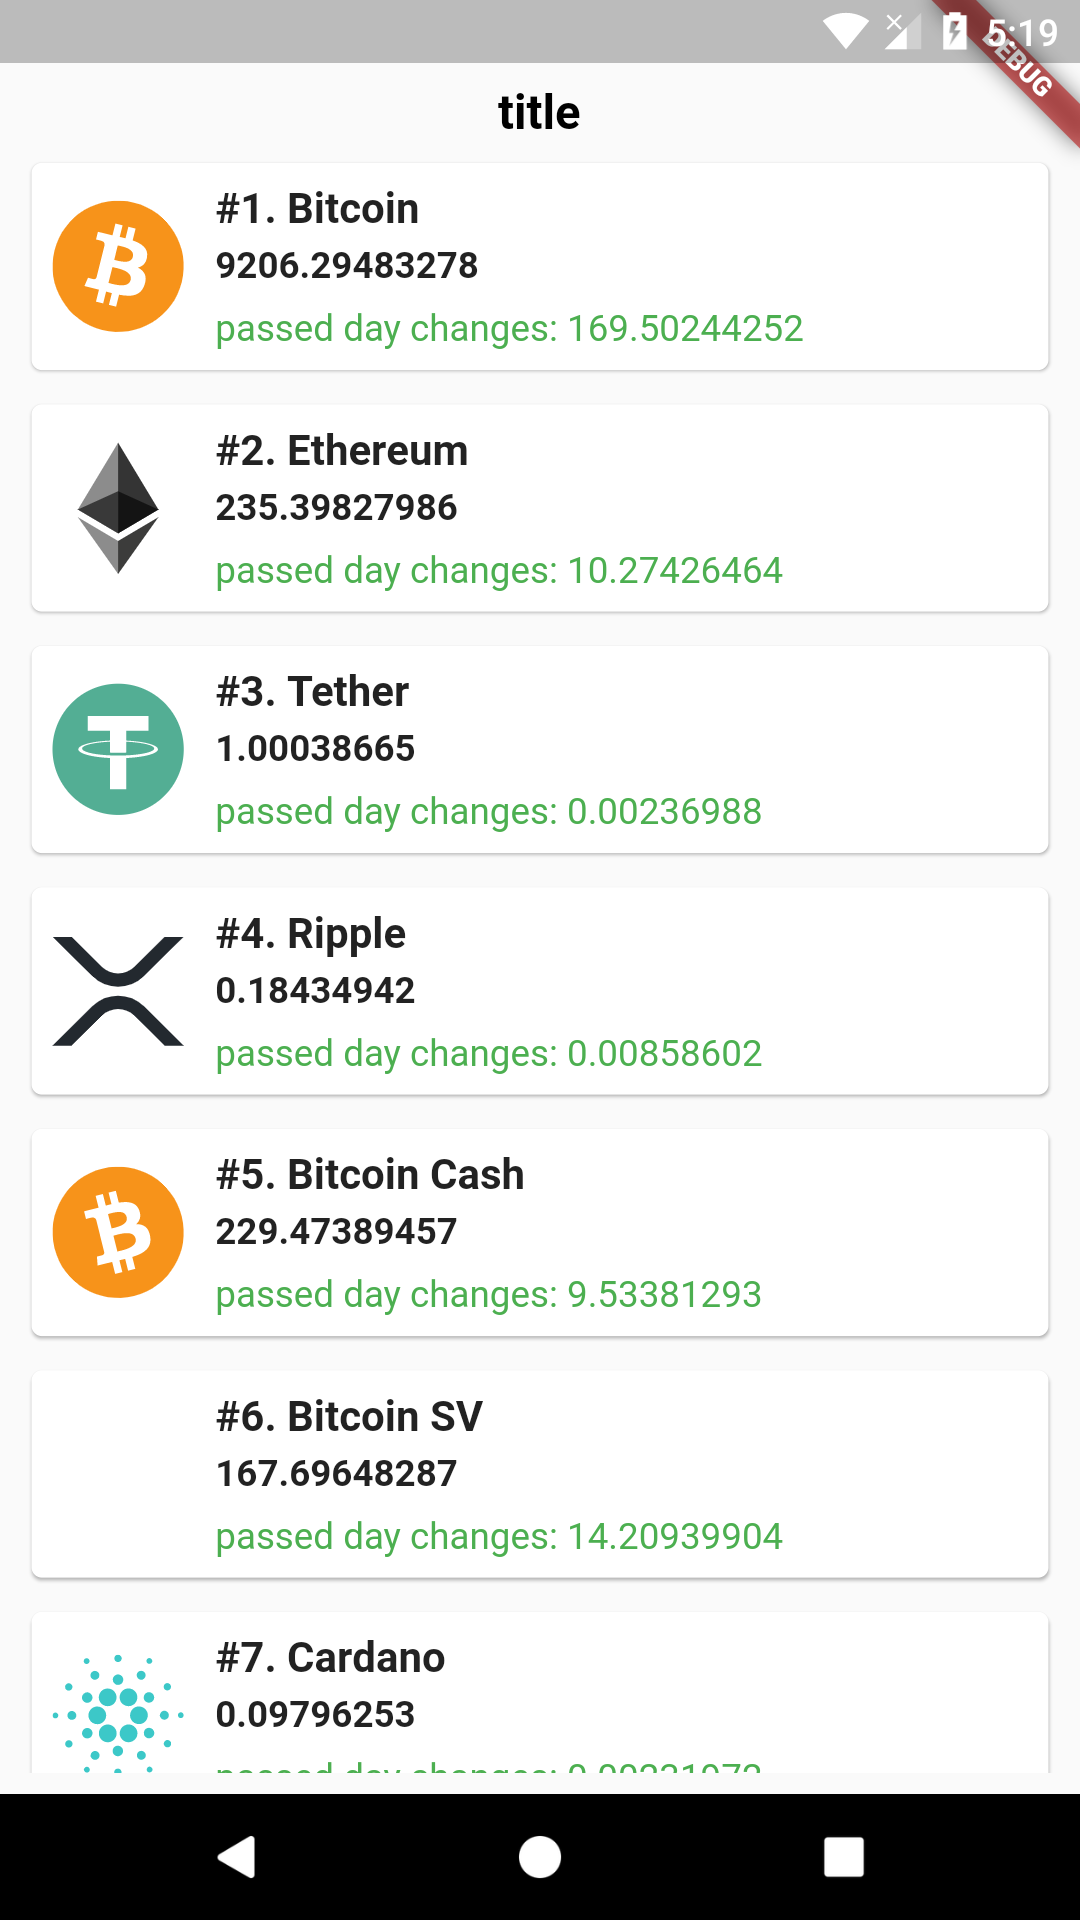 5:19
DEBUG
title
#1. Bitcoin
9206.29483278
passed day changes: 169.50244252
#2. Ethereum
235.39827986
passed day changes: 10.27426464
#3. Tether
1.00038665
passed day changes: 0.00236988
#4. Ripple
0.18434942
passed day changes: 0.00858602
#5. Bitcoin Cash
229.47389457
passed day changes: 9.53381293
#6. Bitcoin SV
167.69648287
passed day changes: 14.20939904
#7. Cardano
0.09796253
passed day changes: